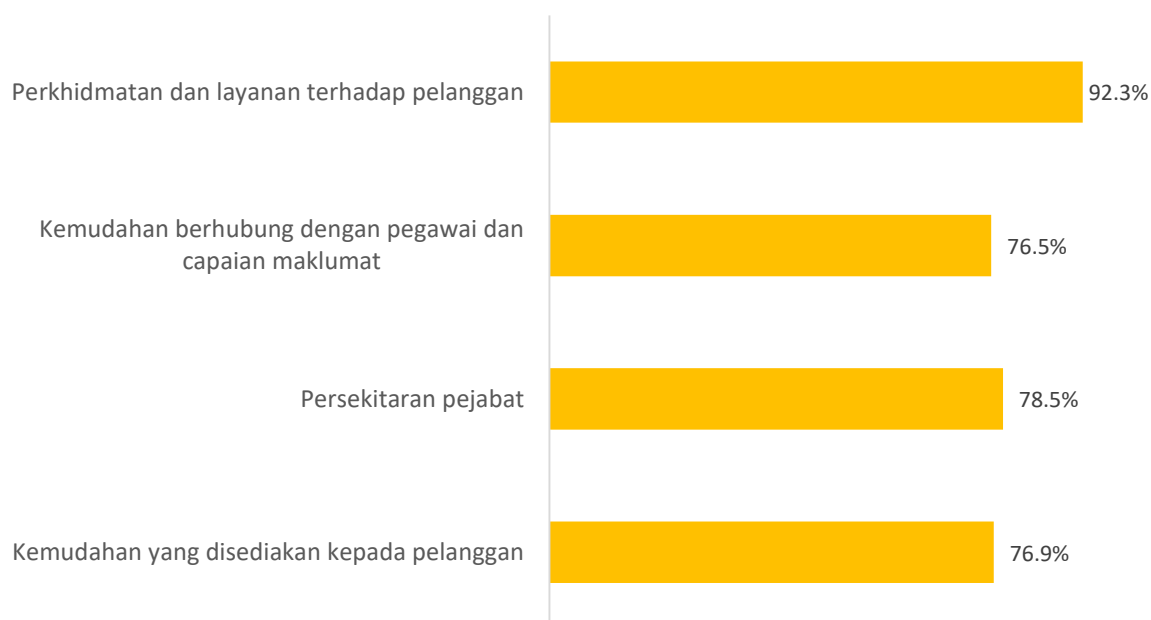 Perkhidmatan dan layanan terhadap pelanggan
92.3%
Kemudahan berhubung dengan pegawai dan
capaian maklumat
76.5%
Persekitaran pejabat
78.5%
Kemudahan yang disediakan kepada pelanggan
76.9%